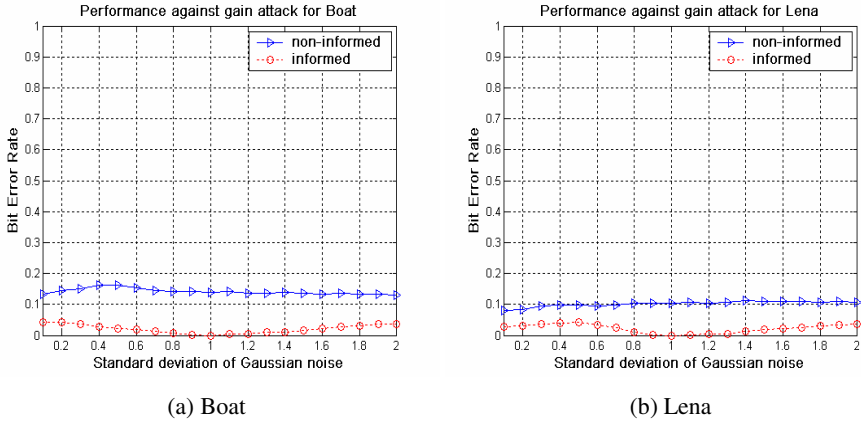 Performance against gain attack for Boat
non-informed
informed
1
0.9
0.8
0.7
0.6
0.5
0.4
0.3
0.2
0.1
0
Bit Error Rate
0.2 0.4 0.6 0.8 1 1.2 1.4 1.6 1.8 2
Standard deviation of Gaussian noise
(a) Boat
Performance against gain attack for Lena
non-informed
informed
1
0.9
0.8
0.7
0.6
0.5
0.4
0.3
0.2
0.1
0
Bit Error Rate
0.2 0.4 0.6 0.8 1 1.2 1.4 1.6 1.8 2
Standard deviation of Gaussian noise
(b) Lena